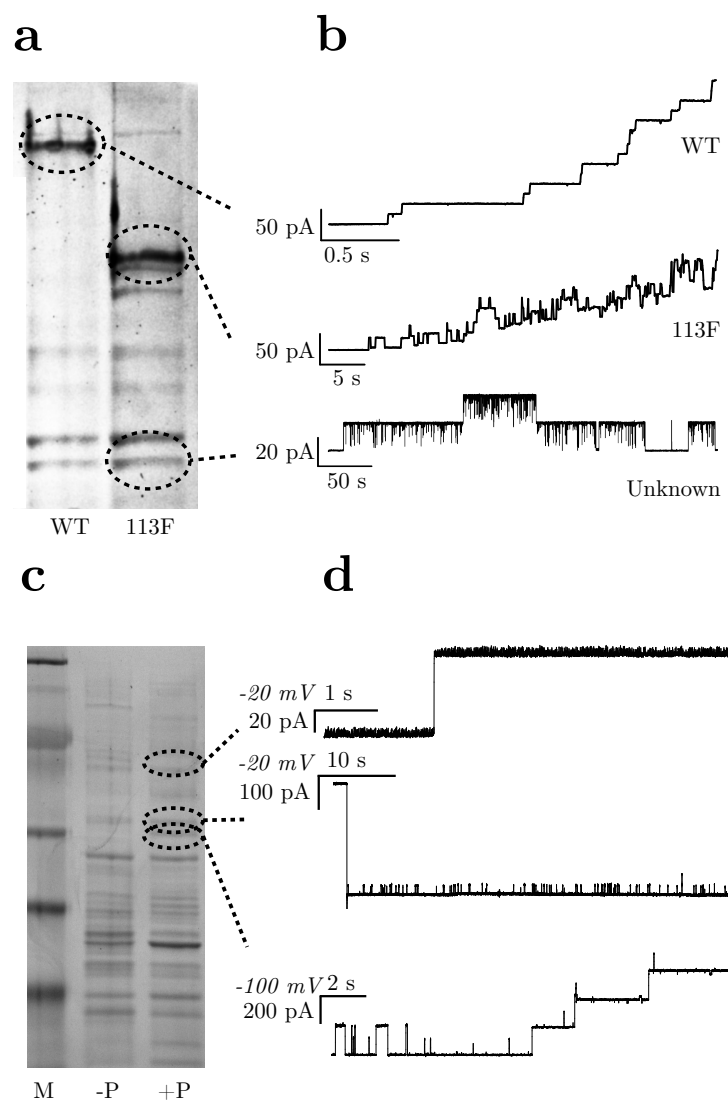 a
b
WT
50 pA
0.5 s
113F
50 pA
5 s
20 pA
50 s
Unknown
WT 113F
c
d
-20 mV 1 s
20 pA
-20 mV 10 s
100 pA
-100 mV 2 s
200 pA
M -P +P